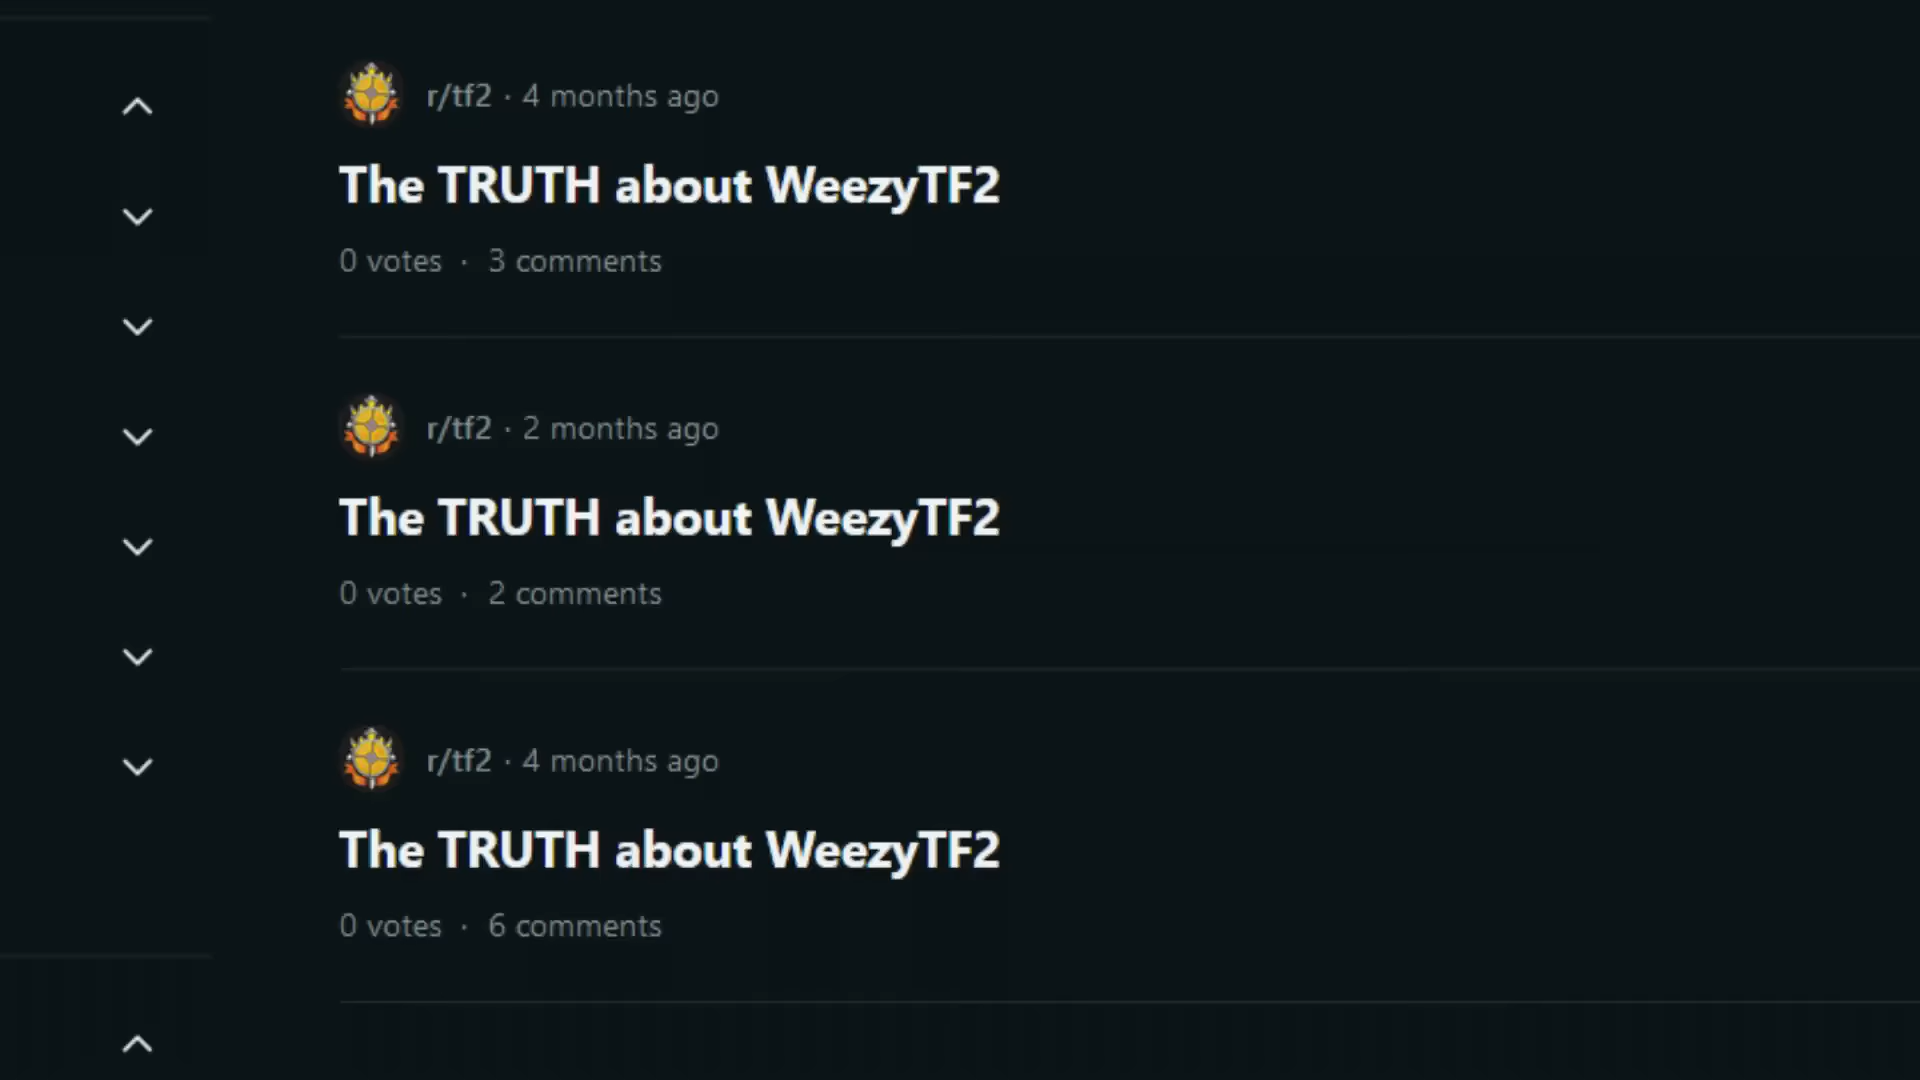 r/tf2 · 4 months ago
The TRUTH about WeezyTF2
0 votes · 3 comments
r/tf2 · 2 months ago
The TRUTH about WeezyTF2
0 votes · 2 comments
r/tf2 · 4 months ago
The TRUTH about WeezyTF2
0 votes · 6 comments